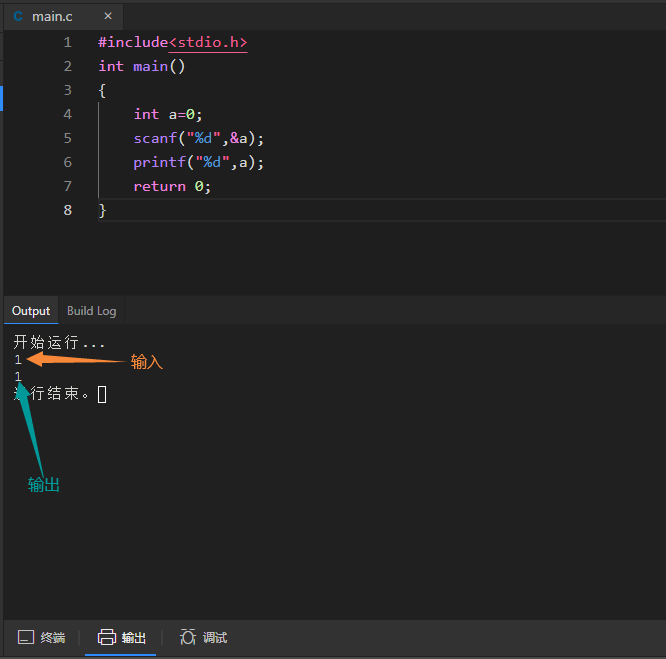 main.c
1 #include<stdio.h>
2 int main()
3 {
4 int a=0;
5 scanf("%d",&a);
6 printf("%d",a);
7 return 0;
8 }
Output Build Log
开始运行...
1 输入
1
运行结束。
输出
终端 输出 调试